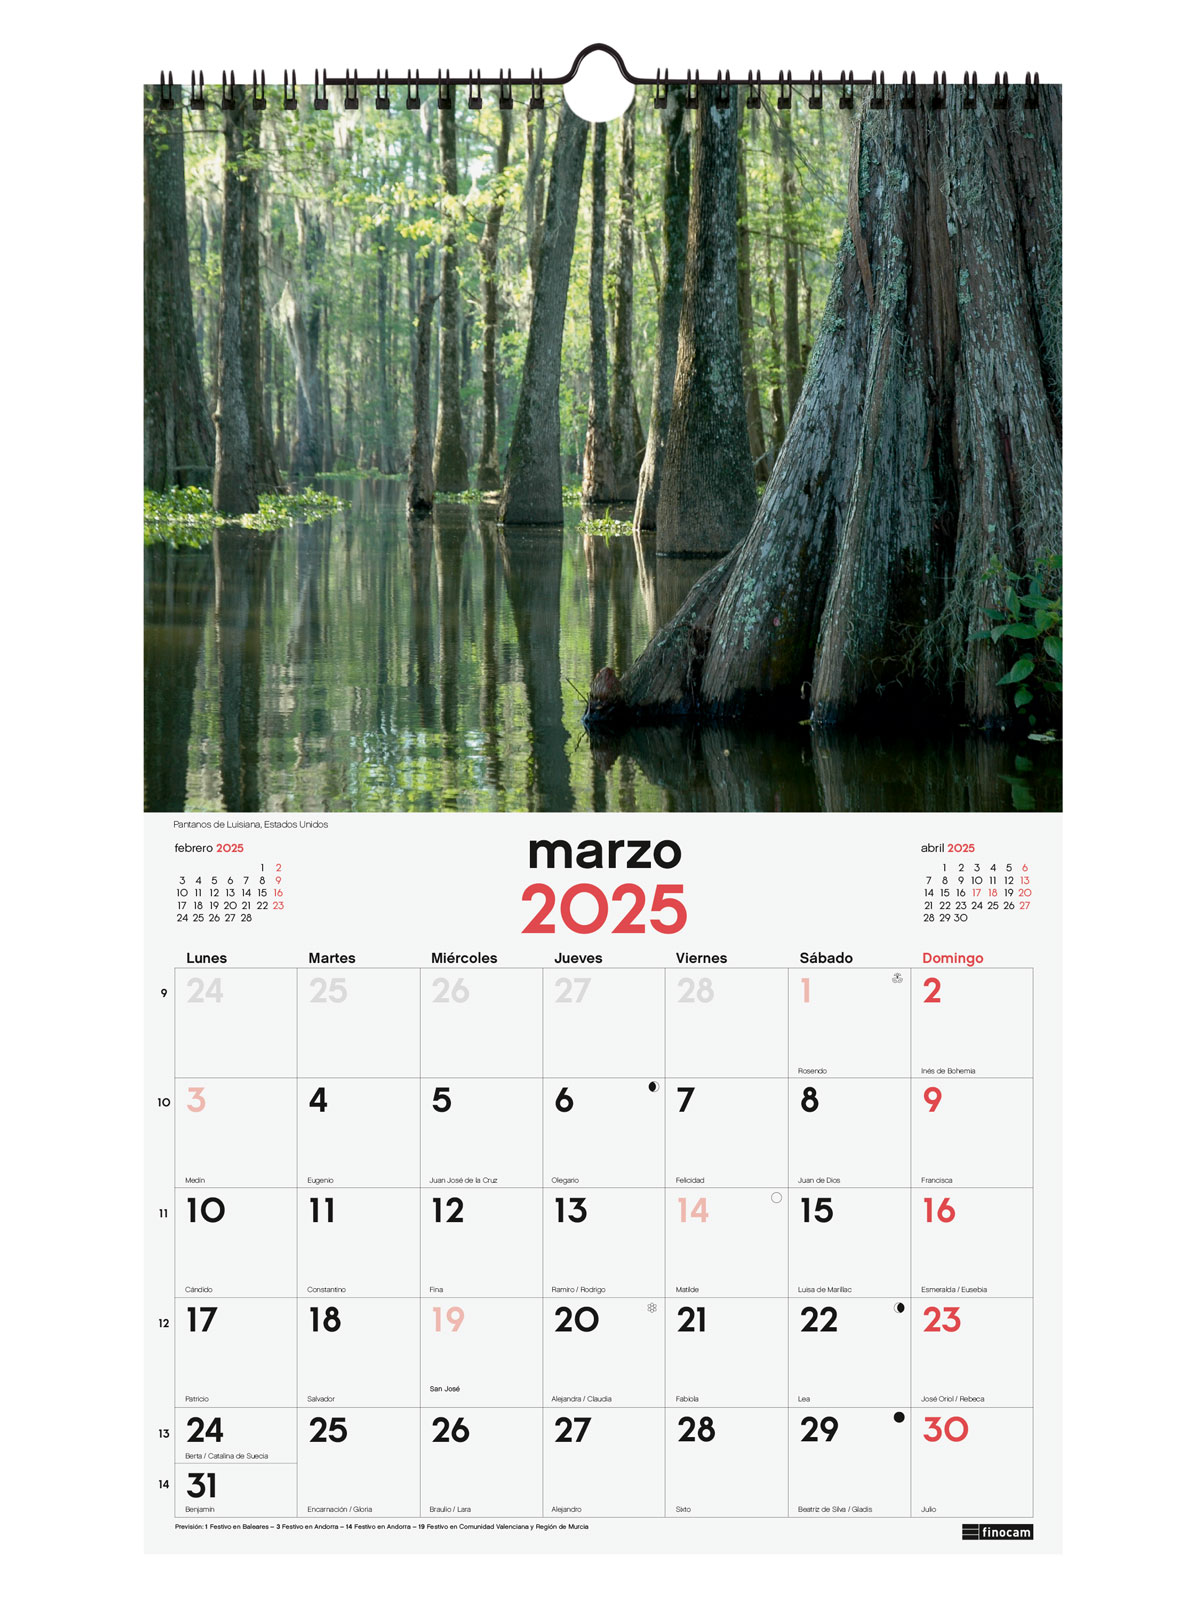 Pantanos de Luisiana, Estados Unidos
febrero 2025
1 2
3 4 5 6 7 8 9
10 11 12 13 14 15 16
17 18 19 20 21 22 23
24 25 26 27 28
marzo
2025
abril 2025
1 2 3 4 5 6
7 8 9 10 11 12 13
14 15 16 17 18 19 20
21 22 23 24 25 26 27
28 29 30
Lunes Martes Miércoles Jueves Viernes Sábado Domingo
9 24 25 26 27 28 1 2
Rosendo Inés de Bohemia
10 3 4 5 6 7 8 9
Medín Eugenio Juan José de la Cruz Olegario Felicidad Juan de Dios Francisca
11 10 11 12 13 14 15 16
Cándido Constantino Fina Ramiro / Rodrigo Matilde Luisa de Marillac Esmeralda / Eusebia
12 17 18 19 20 21 22 23
San José
Patricio Salvador Alejandra / Claudia Fabiola Lea José Oriol / Rebeca
13 24 25 26 27 28 29 30
Berta / Catalina de Suecia
14 31
Benjamín Encarnación / Gloria Braulio / Lara Alejandro Sixto Beatriz de Silva / Gladis Julio
Previsión: 1 Festivo en Baleares – 3 Festivo en Andorra – 14 Festivo en Andorra – 19 Festivo en Comunidad Valenciana y Región de Murcia
finocam